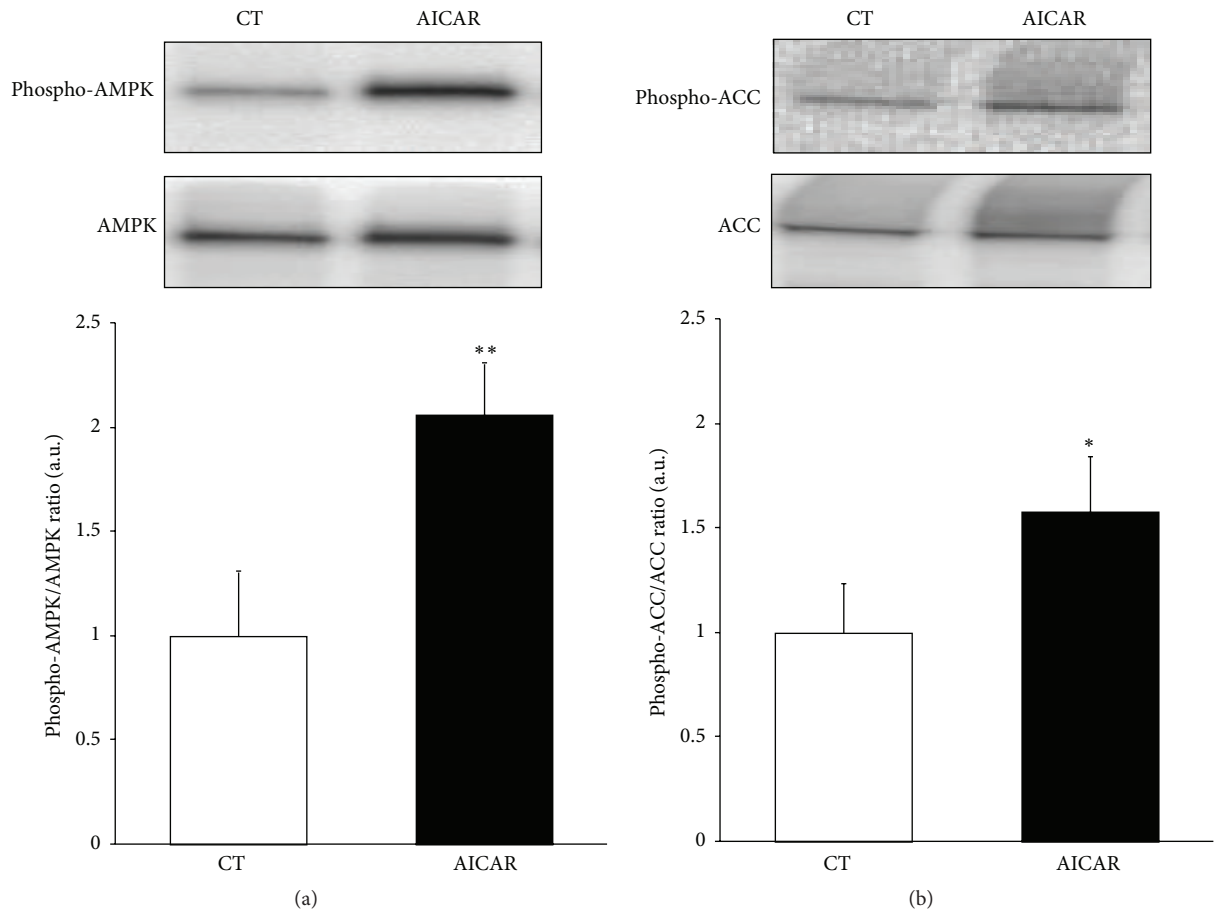 CT AICAR
Phospho-AMPK
AMPK
2.5
2
1.5
1
0.5
0
Phospho-AMPK/AMPK ratio (a.u.)
**
CT AICAR
(a)
CT AICAR
Phospho-ACC
ACC
2.5
2
1.5
1
0.5
0
Phospho-ACC/ACC ratio (a.u.)
*
CT AICAR
(b)